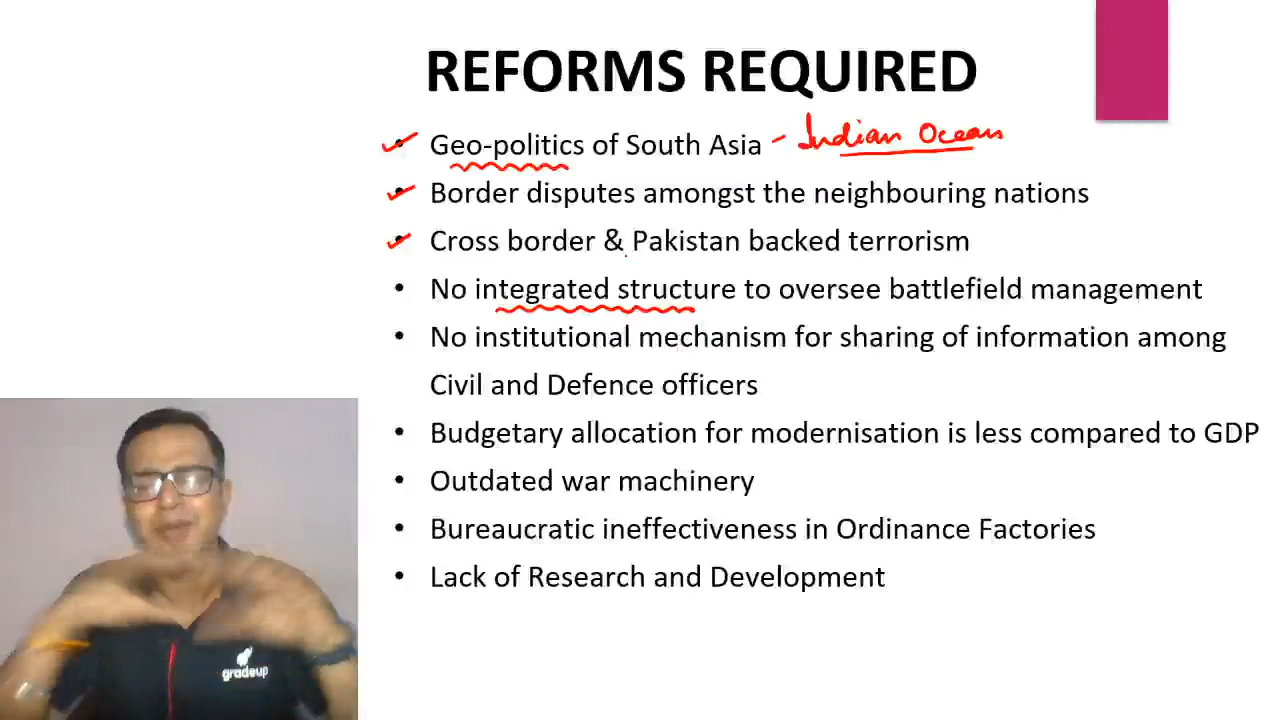 REFORMS REQUIRED
• Geo-politics of South Asia - Indian Ocean
• Border disputes amongst the neighbouring nations
• Cross border & Pakistan backed terrorism
• No integrated structure to oversee battlefield management
• No institutional mechanism for sharing of information among
Civil and Defence officers
• Budgetary allocation for modernisation is less compared to GDP
• Outdated war machinery
• Bureaucratic ineffectiveness in Ordinance Factories
• Lack of Research and Development
gradeup